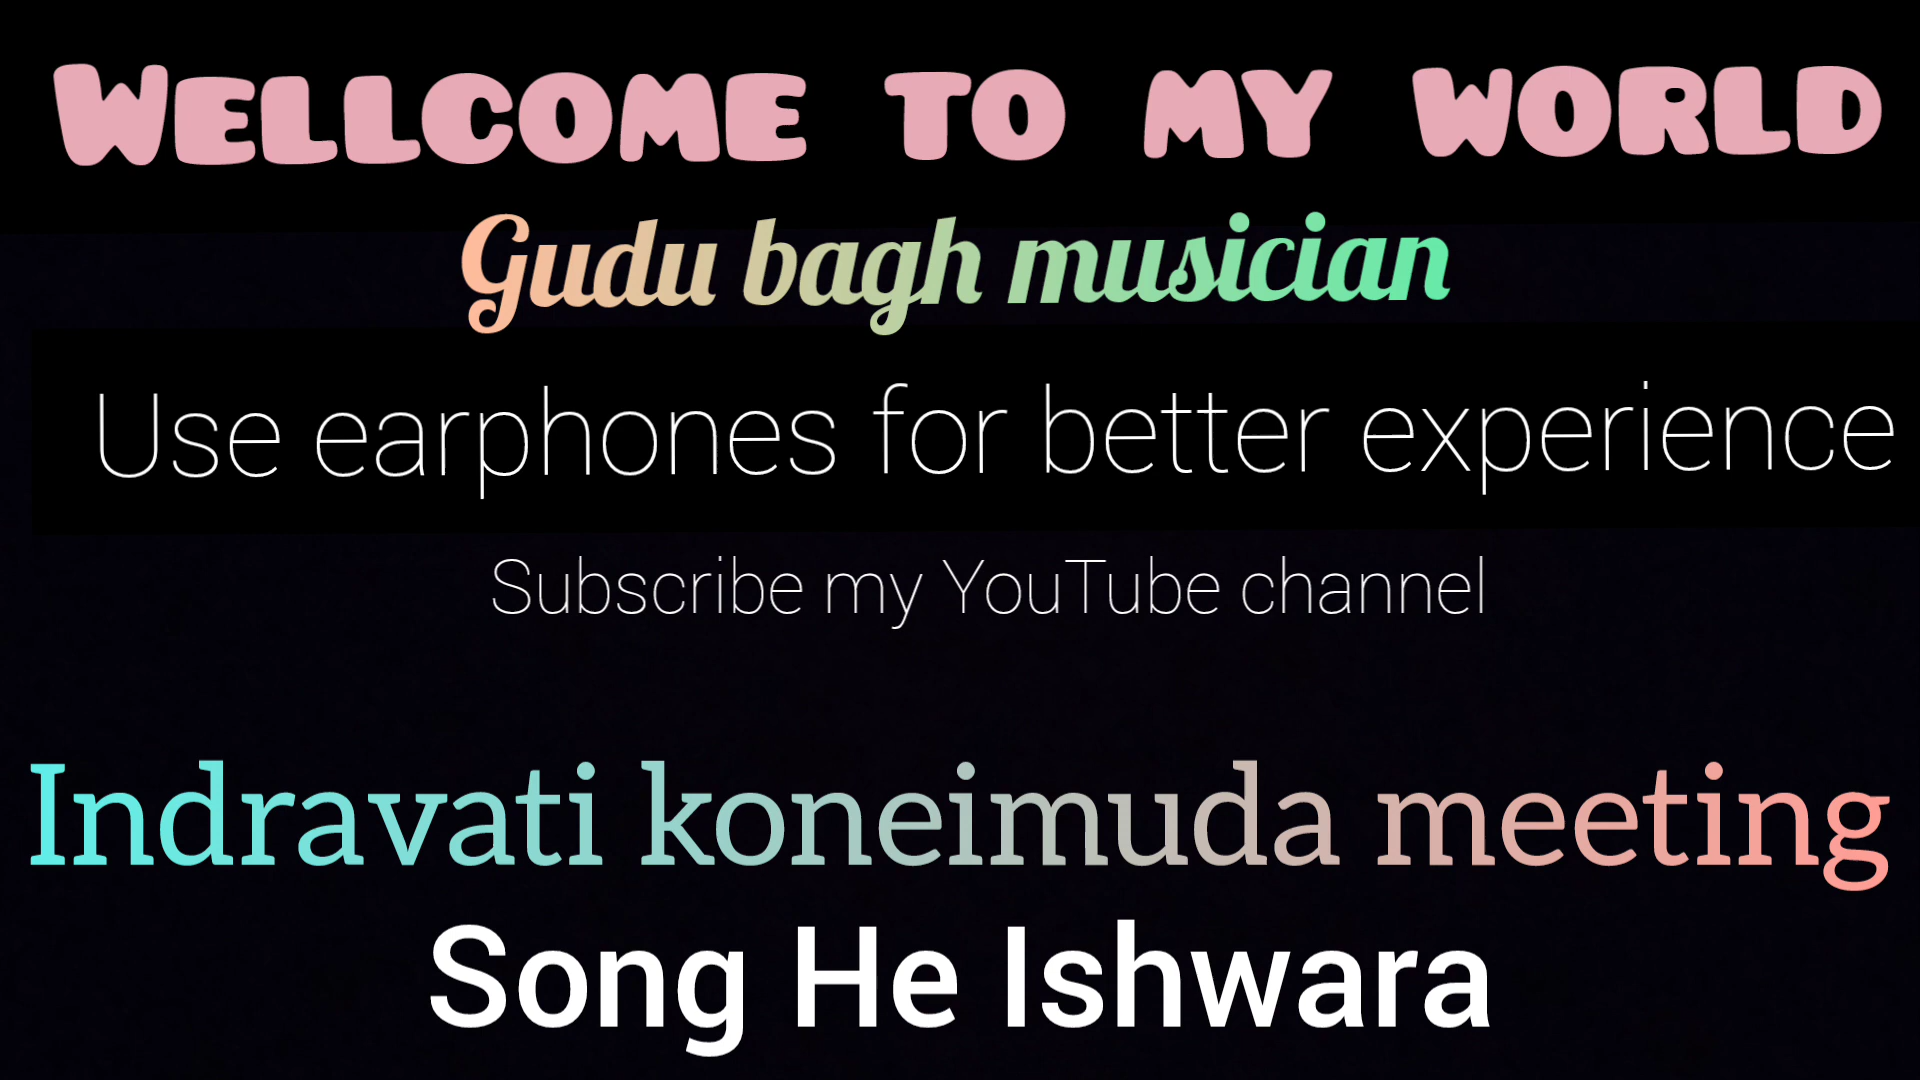 Wellcome to my world
Gudu bagh musician
Use earphones for better experience
Subscribe my YouTube channel
Indravati koneimuda meeting
Song He Ishwara